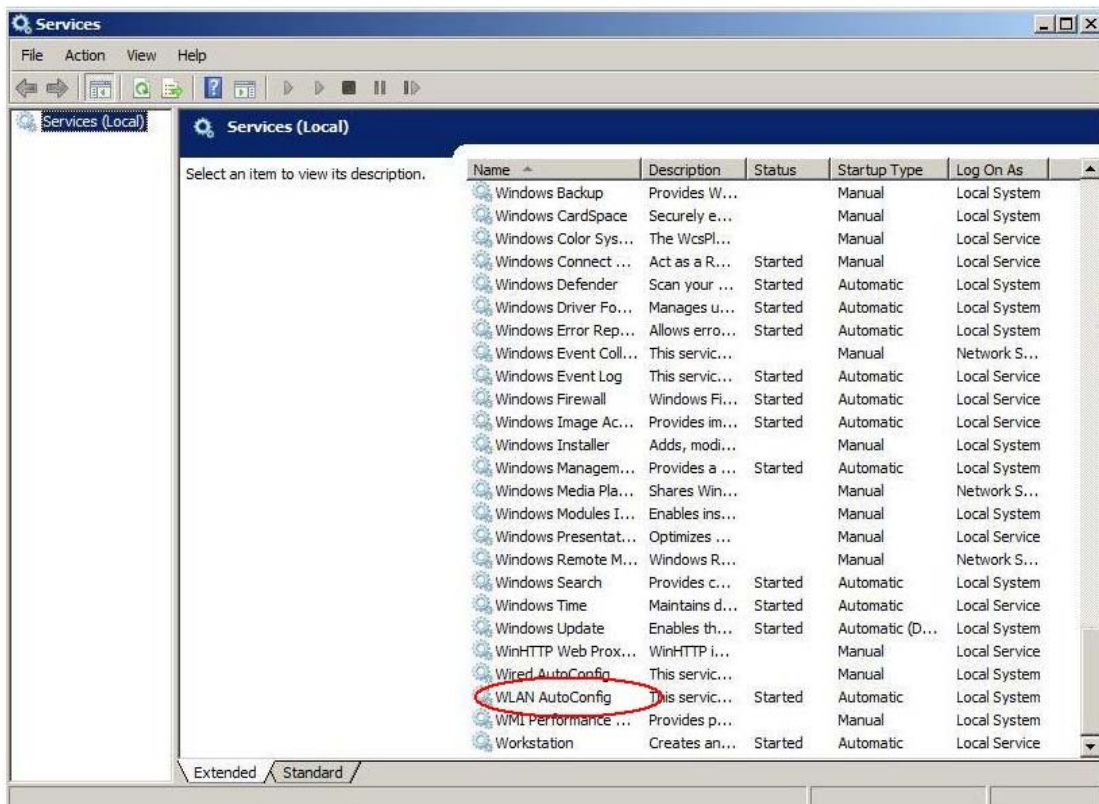 Services
File Action View Help
Services (Local)
Services (Local)
Select an item to view its description.
Name Description Status Startup Type Log On As
Windows Backup Provides W... Manual Local System
Windows CardSpace Securely e... Manual Local System
Windows Color Sys... The WcsPl... Manual Local Service
Windows Connect ... Act as a R... Started Manual Local Service
Windows Defender Scan your ... Started Automatic Local System
Windows Driver Fo... Manages u... Started Automatic Local System
Windows Error Rep... Allows erro... Started Automatic Local System
Windows Event Coll... This servic... Manual Network S...
Windows Event Log This servic... Started Automatic Local Service
Windows Firewall Windows Fi... Started Automatic Local Service
Windows Image Ac... Provides im... Started Automatic Local Service
Windows Installer Adds, modi... Manual Local System
Windows Managem... Provides a ... Started Automatic Local System
Windows Media Pla... Shares Win... Manual Network S...
Windows Modules I... Enables ins... Manual Local System
Windows Presentat... Optimizes ... Manual Local Service
Windows Remote M... Windows R... Manual Network S...
Windows Search Provides c... Started Automatic Local System
Windows Time Maintains d... Started Automatic Local Service
Windows Update Enables th... Started Automatic (D... Local System
WinHTTP Web Prox... WinHTTP i... Manual Local Service
Wired AutoConfig This servic... Manual Local System
WLAN AutoConfig This servic... Started Automatic Local System
WMI Performance ... Provides p... Manual Local System
Workstation Creates an... Started Automatic Local Service
Extended Standard